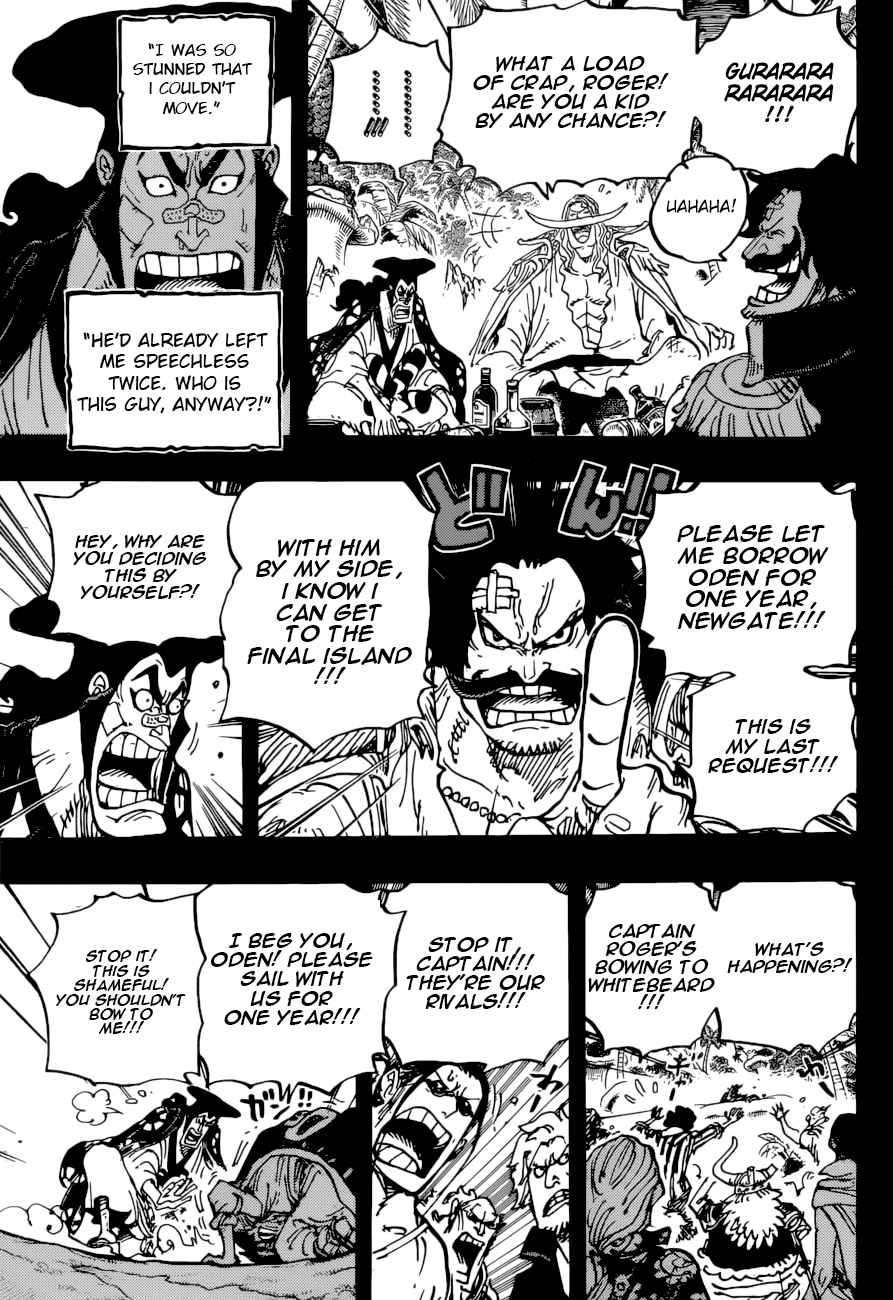 GURARARA
RARARARA
!!!
WHAT A LOAD
OF CRAP, ROGER!
ARE YOU A KID
BY ANY CHANCE?!
UAHAHA!
!!!
"I WAS SO
STUNNED THAT
I COULDN'T
MOVE."
"HE'D ALREADY LEFT
ME SPEECHLESS
TWICE. WHO IS
THIS GUY, ANYWAY?!"
PLEASE LET
ME BORROW
ODEN FOR
ONE YEAR,
NEWGATE!!!
THIS IS
MY LAST
REQUEST!!!
どん!!
WITH HIM
BY MY SIDE,
I KNOW I
CAN GET
TO THE
FINAL ISLAND
!!!
HEY, WHY ARE
YOU DECIDING
THIS BY
YOURSELF?!
WHAT'S
HAPPENING?!
CAPTAIN
ROGER'S
BOWING TO
WHITEBEARD
!!!
STOP IT,
CAPTAIN!!!
THEY'RE OUR
RIVALS!!!
I BEG YOU,
ODEN! PLEASE
SAIL WITH
US FOR
ONE YEAR!!!
STOP IT!
THIS IS
SHAMEFUL!
YOU SHOULDN'T
BOW TO
ME!!!
ガン!!